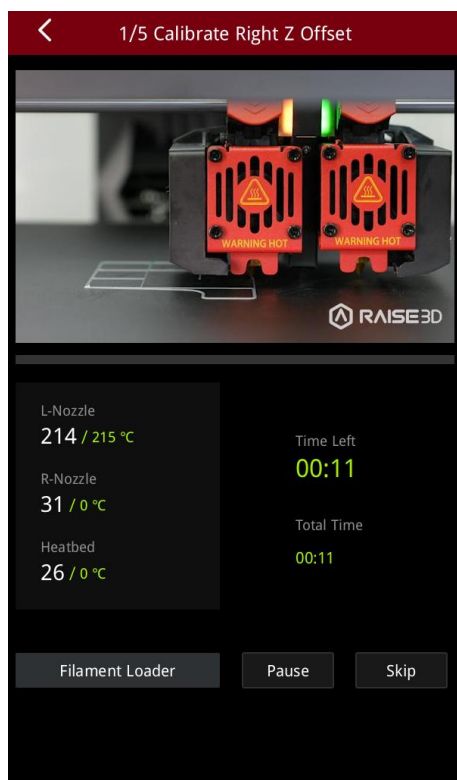 1/5 Calibrate Right Z Offset
WARNING HOT
WARNING HOT
RAISE3D
L-Nozzle
214 / 215 ℃
R-Nozzle
31 / 0 ℃
Heatbed
26 / 0 ℃
Time Left
00:11
Total Time
00:11
Filament Loader
Pause
Skip